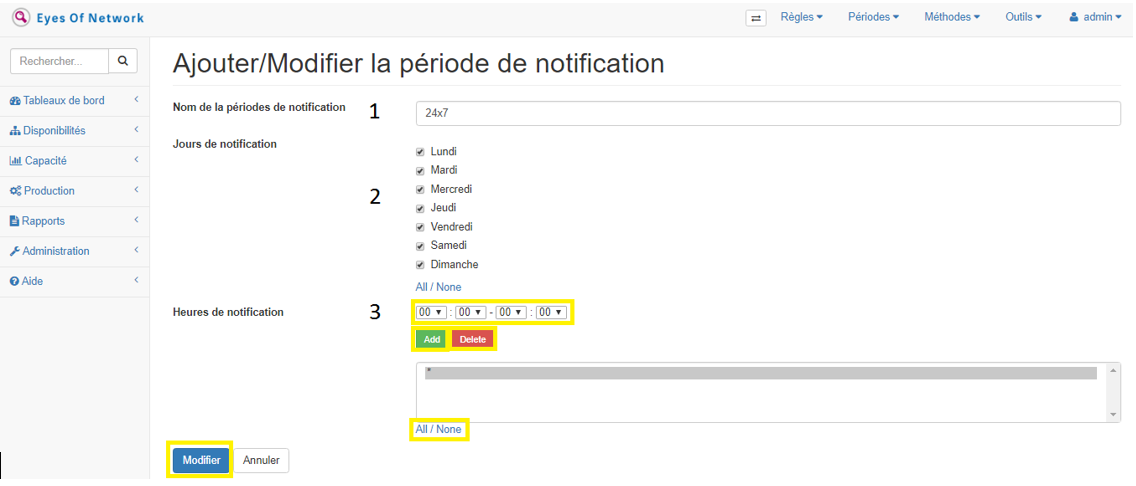 Eyes Of Network
Règles
Périodes
Méthodes
Outils
admin
Rechercher...
Tableaux de bord
Disponibilités
Capacité
Production
Rapports
Administration
Aide
Ajouter/Modifier la période de notification
Nom de la périodes de notification 1 24x7
Jours de notification
2
Lundi
Mardi
Mercredi
Jeudi
Vendredi
Samedi
Dimanche
All / None
Heures de notification 3 00 : 00 - 00 : 00
Add Delete
*
All / None
Modifier Annuler